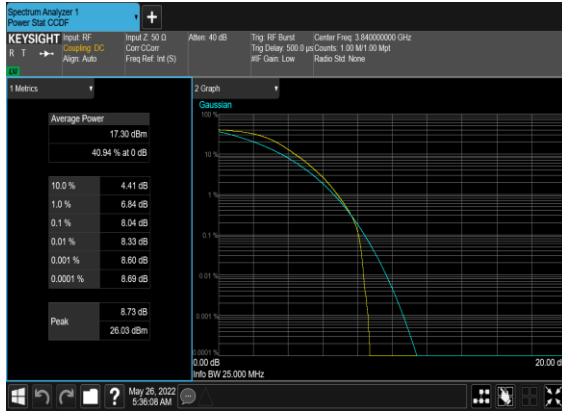 Spectrum Analyzer 1
Power Stat CCDF
+
KEYSIGHT
R T
LU
Input: RF
Coupling: DC
Align: Auto
Input Z: 50 Ω
Corr CCorr
Freq Ref: Int (S)
Atten: 40 dB
Trig: RF Burst
Trig Delay: 500.0 µs
#IF Gain: Low
Center Freq: 3.840000000 GHz
Counts: 1.00 M/1.00 Mpt
Radio Std: None
1 Metrics
Average Power
17.30 dBm
40.94 % at 0 dB
10.0 % 4.41 dB
1.0 % 6.84 dB
0.1 % 8.04 dB
0.01 % 8.33 dB
0.001 % 8.60 dB
0.0001 % 8.69 dB
Peak
8.73 dB
26.03 dBm
2 Graph
Gaussian
100 %
10 %
1 %
0.1 %
0.01 %
0.001 %
0.0001 %
0.00 dB
20.00 d
Info BW 25.000 MHz
?
May 26, 2022
5:36:08 AM